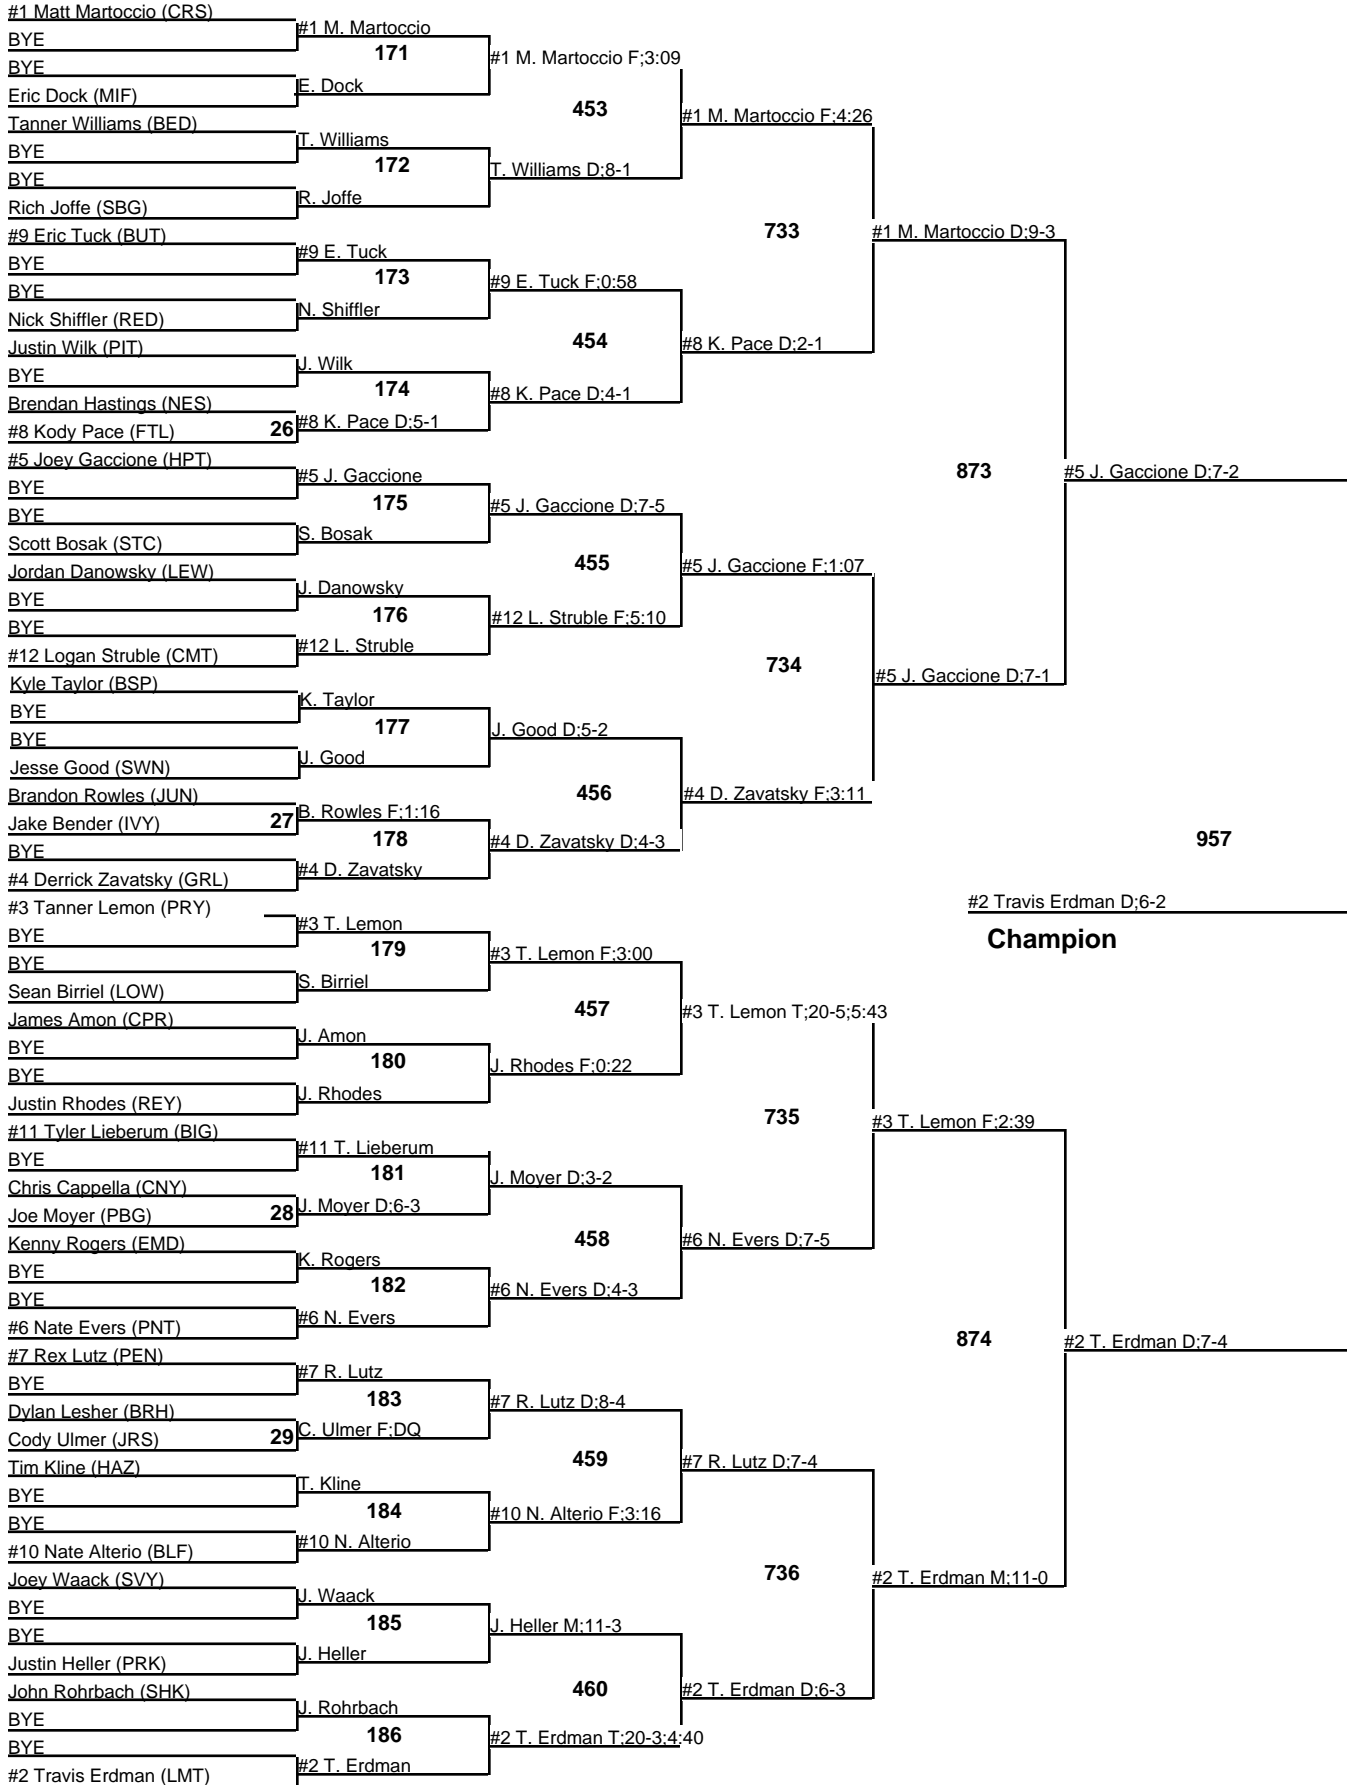 #1 Matt Martoccio (CRS)
BYE
BYE
Eric Dock (MIF)
Tanner Williams (BED)
BYE
BYE
Rich Joffe (SBG)
#9 Eric Tuck (BUT)
BYE
BYE
Nick Shiffler (RED)
Justin Wilk (PIT)
BYE
Brendan Hastings (NES)
#8 Kody Pace (FTL)
26
#5 Joey Gaccione (HPT)
BYE
BYE
Scott Bosak (STC)
Jordan Danowsky (LEW)
BYE
BYE
#12 Logan Struble (CMT)
Kyle Taylor (BSP)
BYE
BYE
Jesse Good (SWN)
Brandon Rowles (JUN)
Jake Bender (IVY)
27
BYE
#4 Derrick Zavatsky (GRL)
#3 Tanner Lemon (PRY)
BYE
BYE
Sean Birriel (LOW)
James Amon (CPR)
BYE
BYE
Justin Rhodes (REY)
#11 Tyler Lieberum (BIG)
BYE
Chris Cappella (CNY)
Joe Moyer (PBG)
28
Kenny Rogers (EMD)
BYE
BYE
#6 Nate Evers (PNT)
#7 Rex Lutz (PEN)
BYE
Dylan Lesher (BRH)
Cody Ulmer (JRS)
29
Tim Kline (HAZ)
BYE
BYE
#10 Nate Alterio (BLF)
Joey Waack (SVY)
BYE
BYE
Justin Heller (PRK)
John Rohrbach (SHK)
BYE
BYE
#2 Travis Erdman (LMT)
#1 M. Martoccio
171
E. Dock
T. Williams
172
R. Joffe
#9 E. Tuck
173
N. Shiffler
J. Wilk
174
#8 K. Pace D;5-1
#5 J. Gaccione
175
S. Bosak
J. Danowsky
176
#12 L. Struble
K. Taylor
177
J. Good
B. Rowles F;1:16
178
#4 D. Zavatsky
#3 T. Lemon
179
S. Birriel
J. Amon
180
J. Rhodes
#11 T. Lieberum
181
J. Moyer D;6-3
K. Rogers
182
#6 N. Evers
#7 R. Lutz
183
C. Ulmer F;DQ
T. Kline
184
#10 N. Alterio
J. Waack
185
J. Heller
J. Rohrbach
186
#2 T. Erdman
#1 M. Martoccio F;3:09
453
T. Williams D;8-1
#9 E. Tuck F;0:58
454
#8 K. Pace D;4-1
#5 J. Gaccione D;7-5
455
#12 L. Struble F;5:10
J. Good D;5-2
456
#4 D. Zavatsky D;4-3
#3 T. Lemon F;3:00
457
J. Rhodes F;0:22
J. Moyer D;3-2
458
#6 N. Evers D;4-3
#7 R. Lutz D;8-4
459
#10 N. Alterio F;3:16
J. Heller M;11-3
460
#2 T. Erdman T;20-3;4:40
#1 M. Martoccio F;4:26
733
#8 K. Pace D;2-1
#5 J. Gaccione F;1:07
734
#4 D. Zavatsky F;3:11
#3 T. Lemon T;20-5;5:43
735
#6 N. Evers D;7-5
#7 R. Lutz D;7-4
736
#2 T. Erdman D;6-3
#1 M. Martoccio D;9-3
873
#5 J. Gaccione D;7-1
#3 T. Lemon F;2:39
874
#2 T. Erdman M;11-0
#5 J. Gaccione D;7-2
957
#2 T. Erdman D;7-4
#2 Travis Erdman D;6-2
Champion